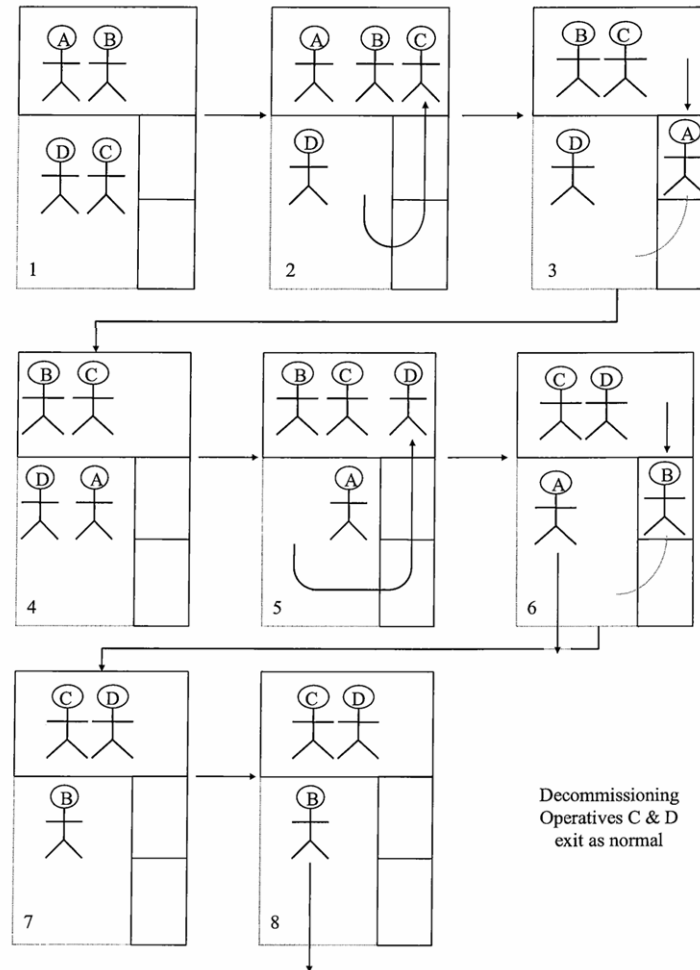 A B
D C
1
A B C
D
2
B C
A
D
3
B C
D A
4
B C D
A
5
C D
B
A
6
C D
B
7
C D
B
8
Decommissioning
Operatives C & D
exit as normal